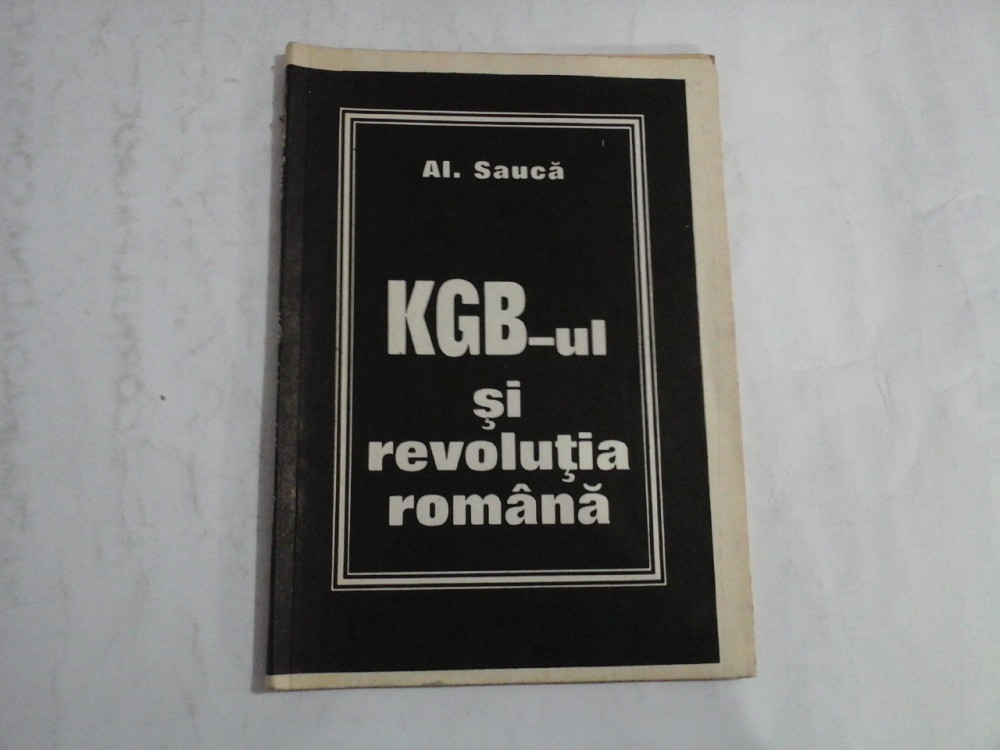 Al. Saucă
KGB-ul
şi
revoluţia
română